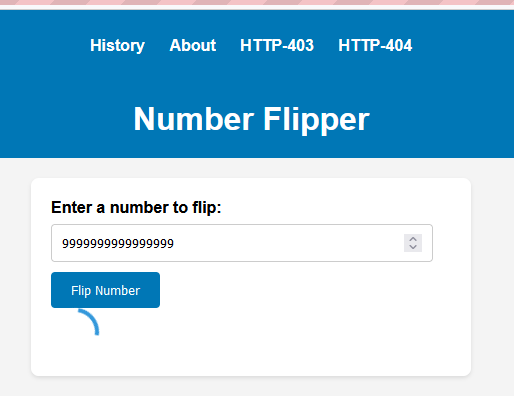 History About HTTP-403 HTTP-404
Number Flipper
Enter a number to flip:
9999999999999999
Flip Number